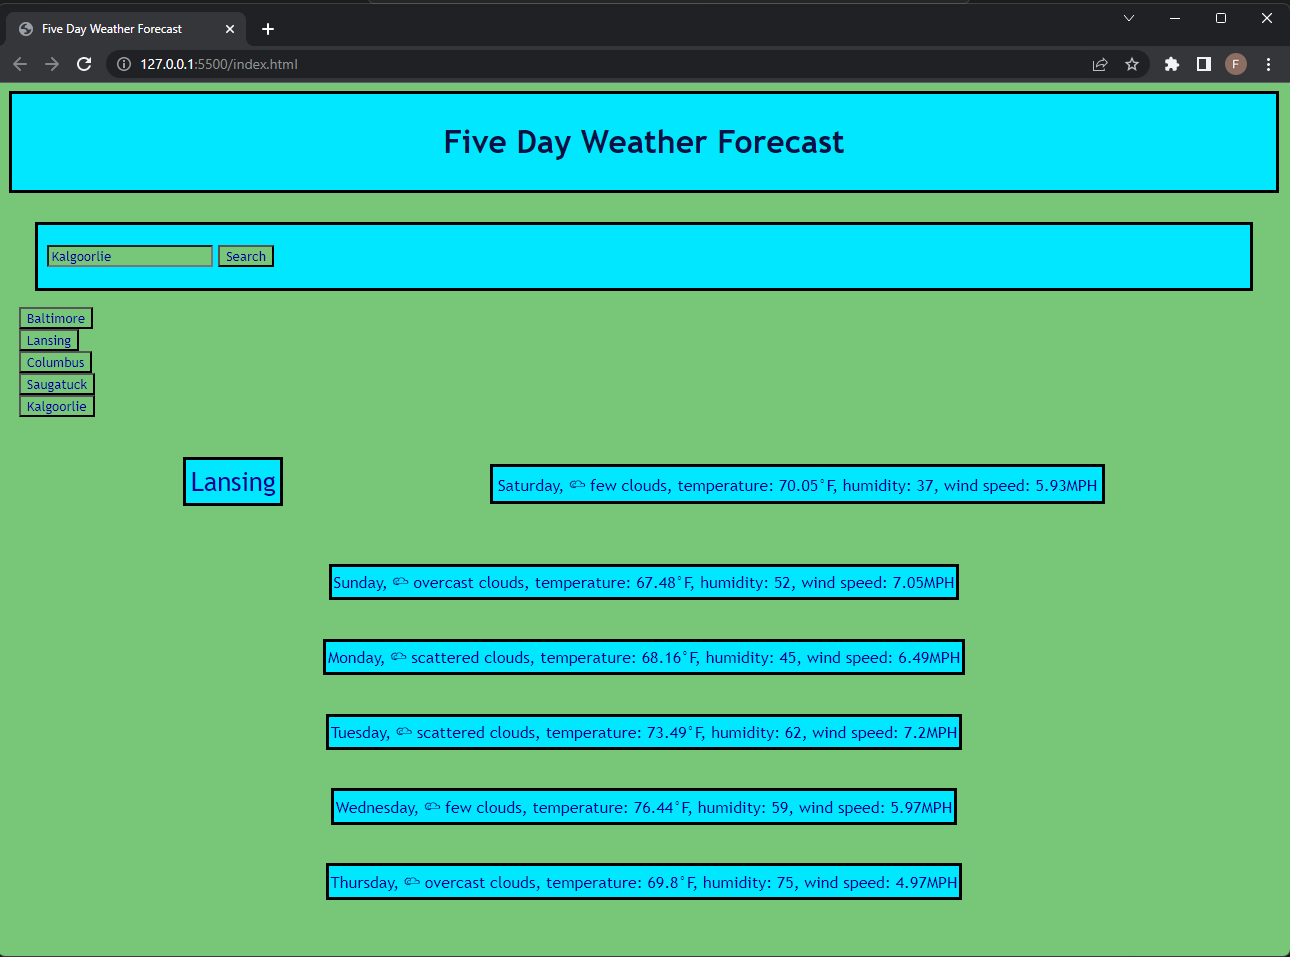 Five Day Weather Forecast
127.0.0.1:5500/index.html
F
Five Day Weather Forecast
Kalgoorlie Search
Baltimore
Lansing
Columbus
Saugatuck
Kalgoorlie
Lansing
Saturday, few clouds, temperature: 70.05°F, humidity: 37, wind speed: 5.93MPH
Sunday, overcast clouds, temperature: 67.48°F, humidity: 52, wind speed: 7.05MPH
Monday, scattered clouds, temperature: 68.16°F, humidity: 45, wind speed: 6.49MPH
Tuesday, scattered clouds, temperature: 73.49°F, humidity: 62, wind speed: 7.2MPH
Wednesday, few clouds, temperature: 76.44°F, humidity: 59, wind speed: 5.97MPH
Thursday, overcast clouds, temperature: 69.8°F, humidity: 75, wind speed: 4.97MPH